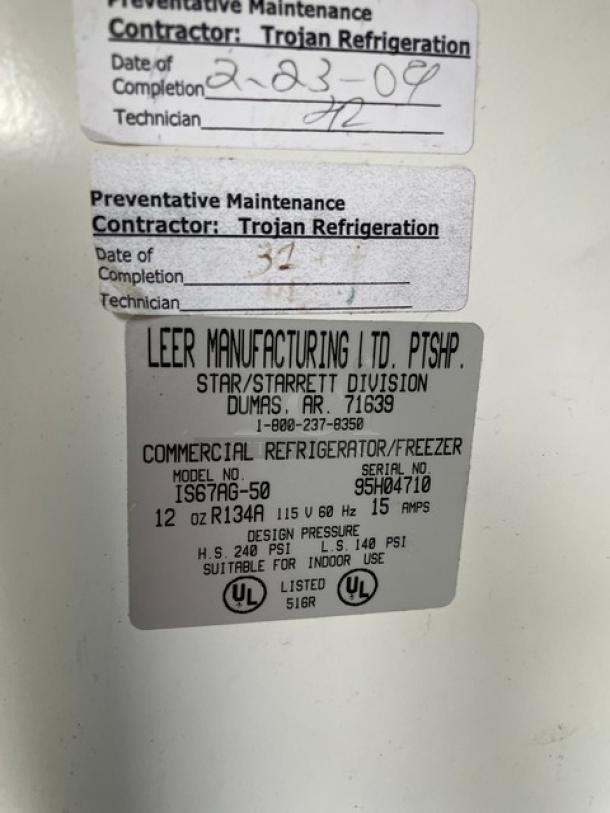 Preventative Maintenance
Contractor: Trojan Refrigeration
Date of
Completion 2-23-09
Technician
Preventative Maintenance
Contractor: Trojan Refrigeration
Date of
Completion 31
Technician
LEER MANUFACTURING LTD. PTSHP.
STAR/STARRETT DIVISION
DUMAS, AR. 71639
1-800-237-8350
COMMERCIAL REFRIGERATOR/FREEZER
MODEL NO. SERIAL NO.
IS67AG-50 95H04710
12 OZ R134A 115 V 60 Hz 15 AMPS
DESIGN PRESSURE
H.S. 240 PSI L.S. 140 PSI
SUITABLE FOR INDOOR USE
UL LISTED UL
516R